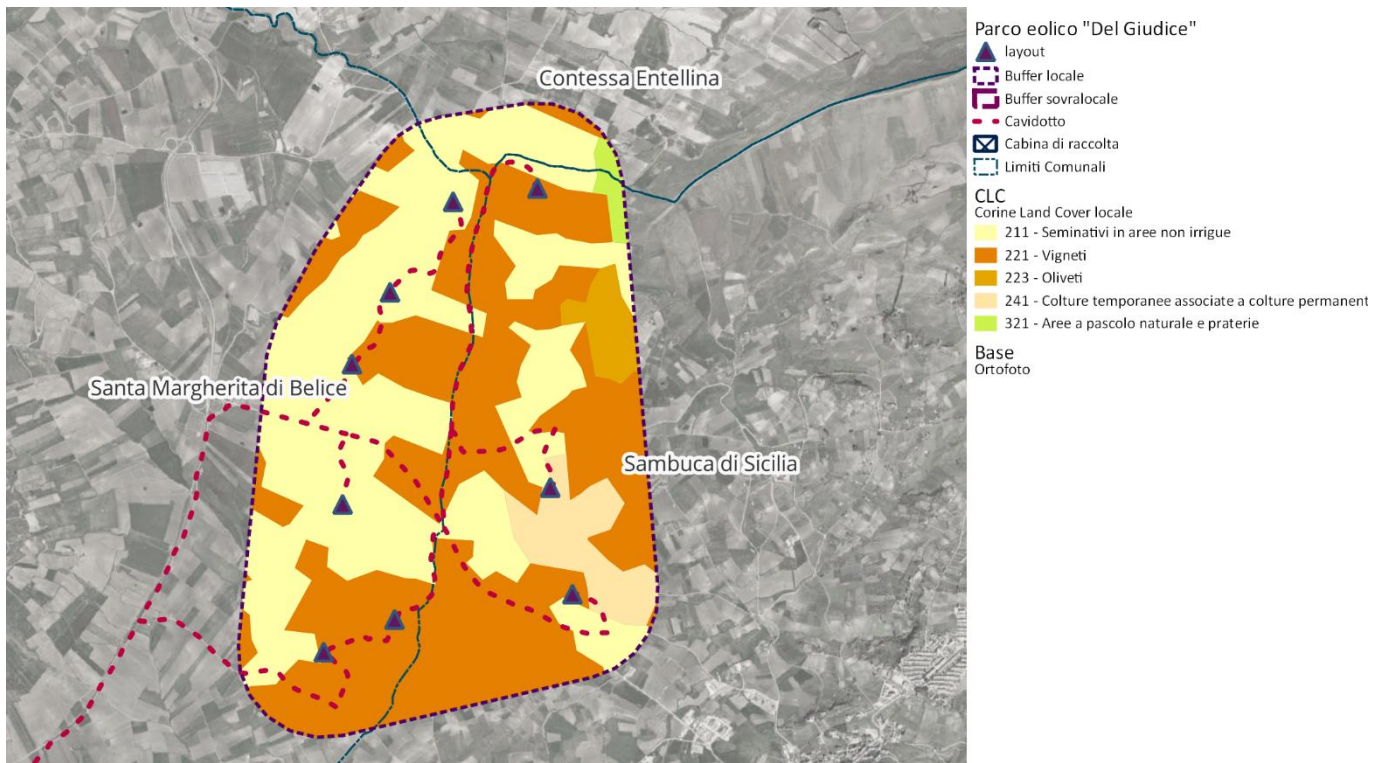 Contessa Entellina
Santa Margherita di Belice
Sambuca di Sicilia
Parco eolico "Del Giudice"
layout
Buffer locale
Buffer sovralocale
Cavidotto
Cabina di raccolta
Limiti Comunali
CLC
Corine Land Cover locale
211 - Seminativi in aree non irrigue
221 - Vigneti
223 - Oliveti
241 - Colture temporanee associate a colture permanent
321 - Aree a pascolo naturale e praterie
Base
Ortofoto